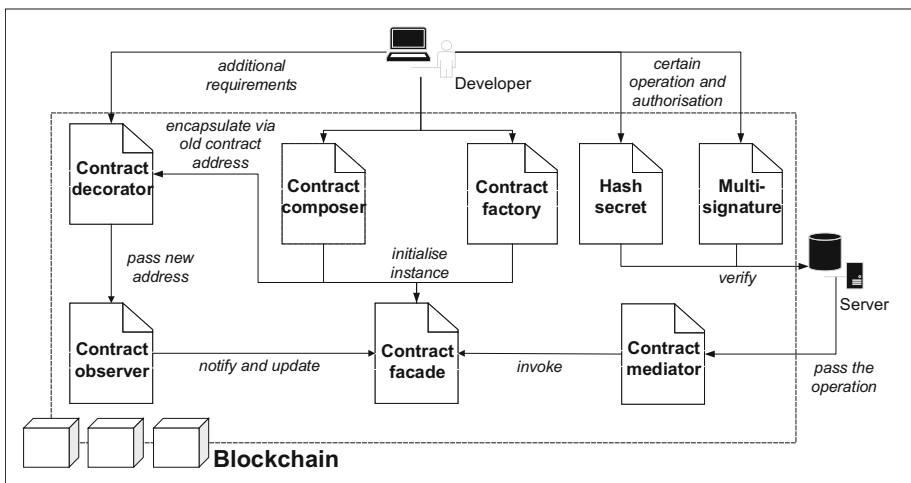 additional
requirements
Developer
certain
operation and
authorisation
encapsulate via
old contract
address
Contract
decorator
Contract
composer
Contract
factory
Hash
secret
Multi-
signature
pass new
address
initialise
instance
verify
Server
Contract
observer
notify and update
Contract
facade
invoke
Contract
mediator
pass the
operation
Blockchain